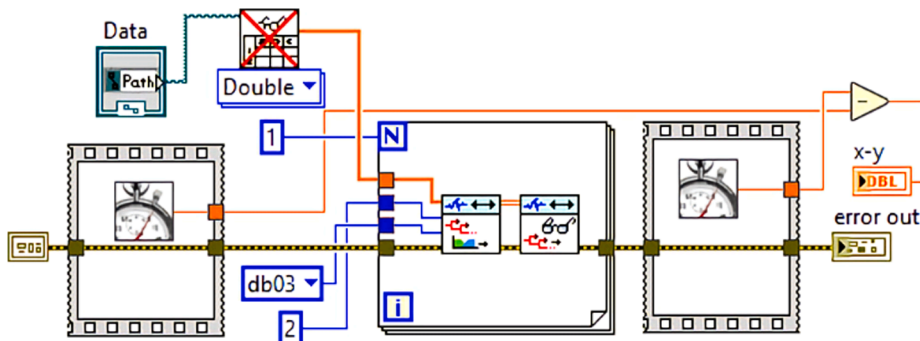 Data
Path
Double
1
N
x-y
DBL
error out
db03
i
2